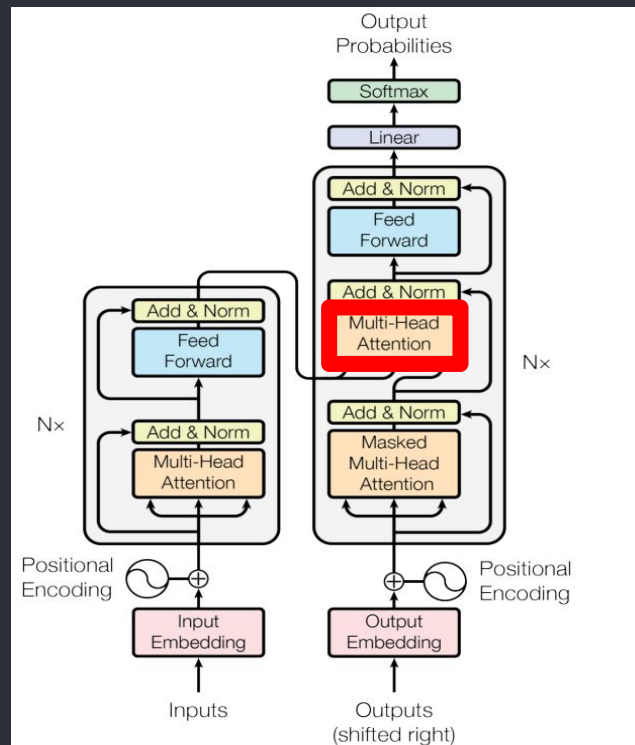 Output
Probabilities
Softmax
Linear
Add & Norm
Feed
Forward
Add & Norm
Multi-Head
Attention
Nx
Add & Norm
Masked
Multi-Head
Attention
Add & Norm
Feed
Forward
Nx
Add & Norm
Multi-Head
Attention
Positional
Encoding
Positional
Encoding
Input
Embedding
Output
Embedding
Inputs
Outputs
(shifted right)